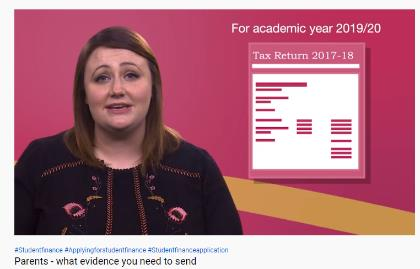 For academic year 2019/20
Tax Return 2017-18
#Studentfinance #Applyingforstudentfinance #Studentfinanceapplication
Parents - what evidence you need to send